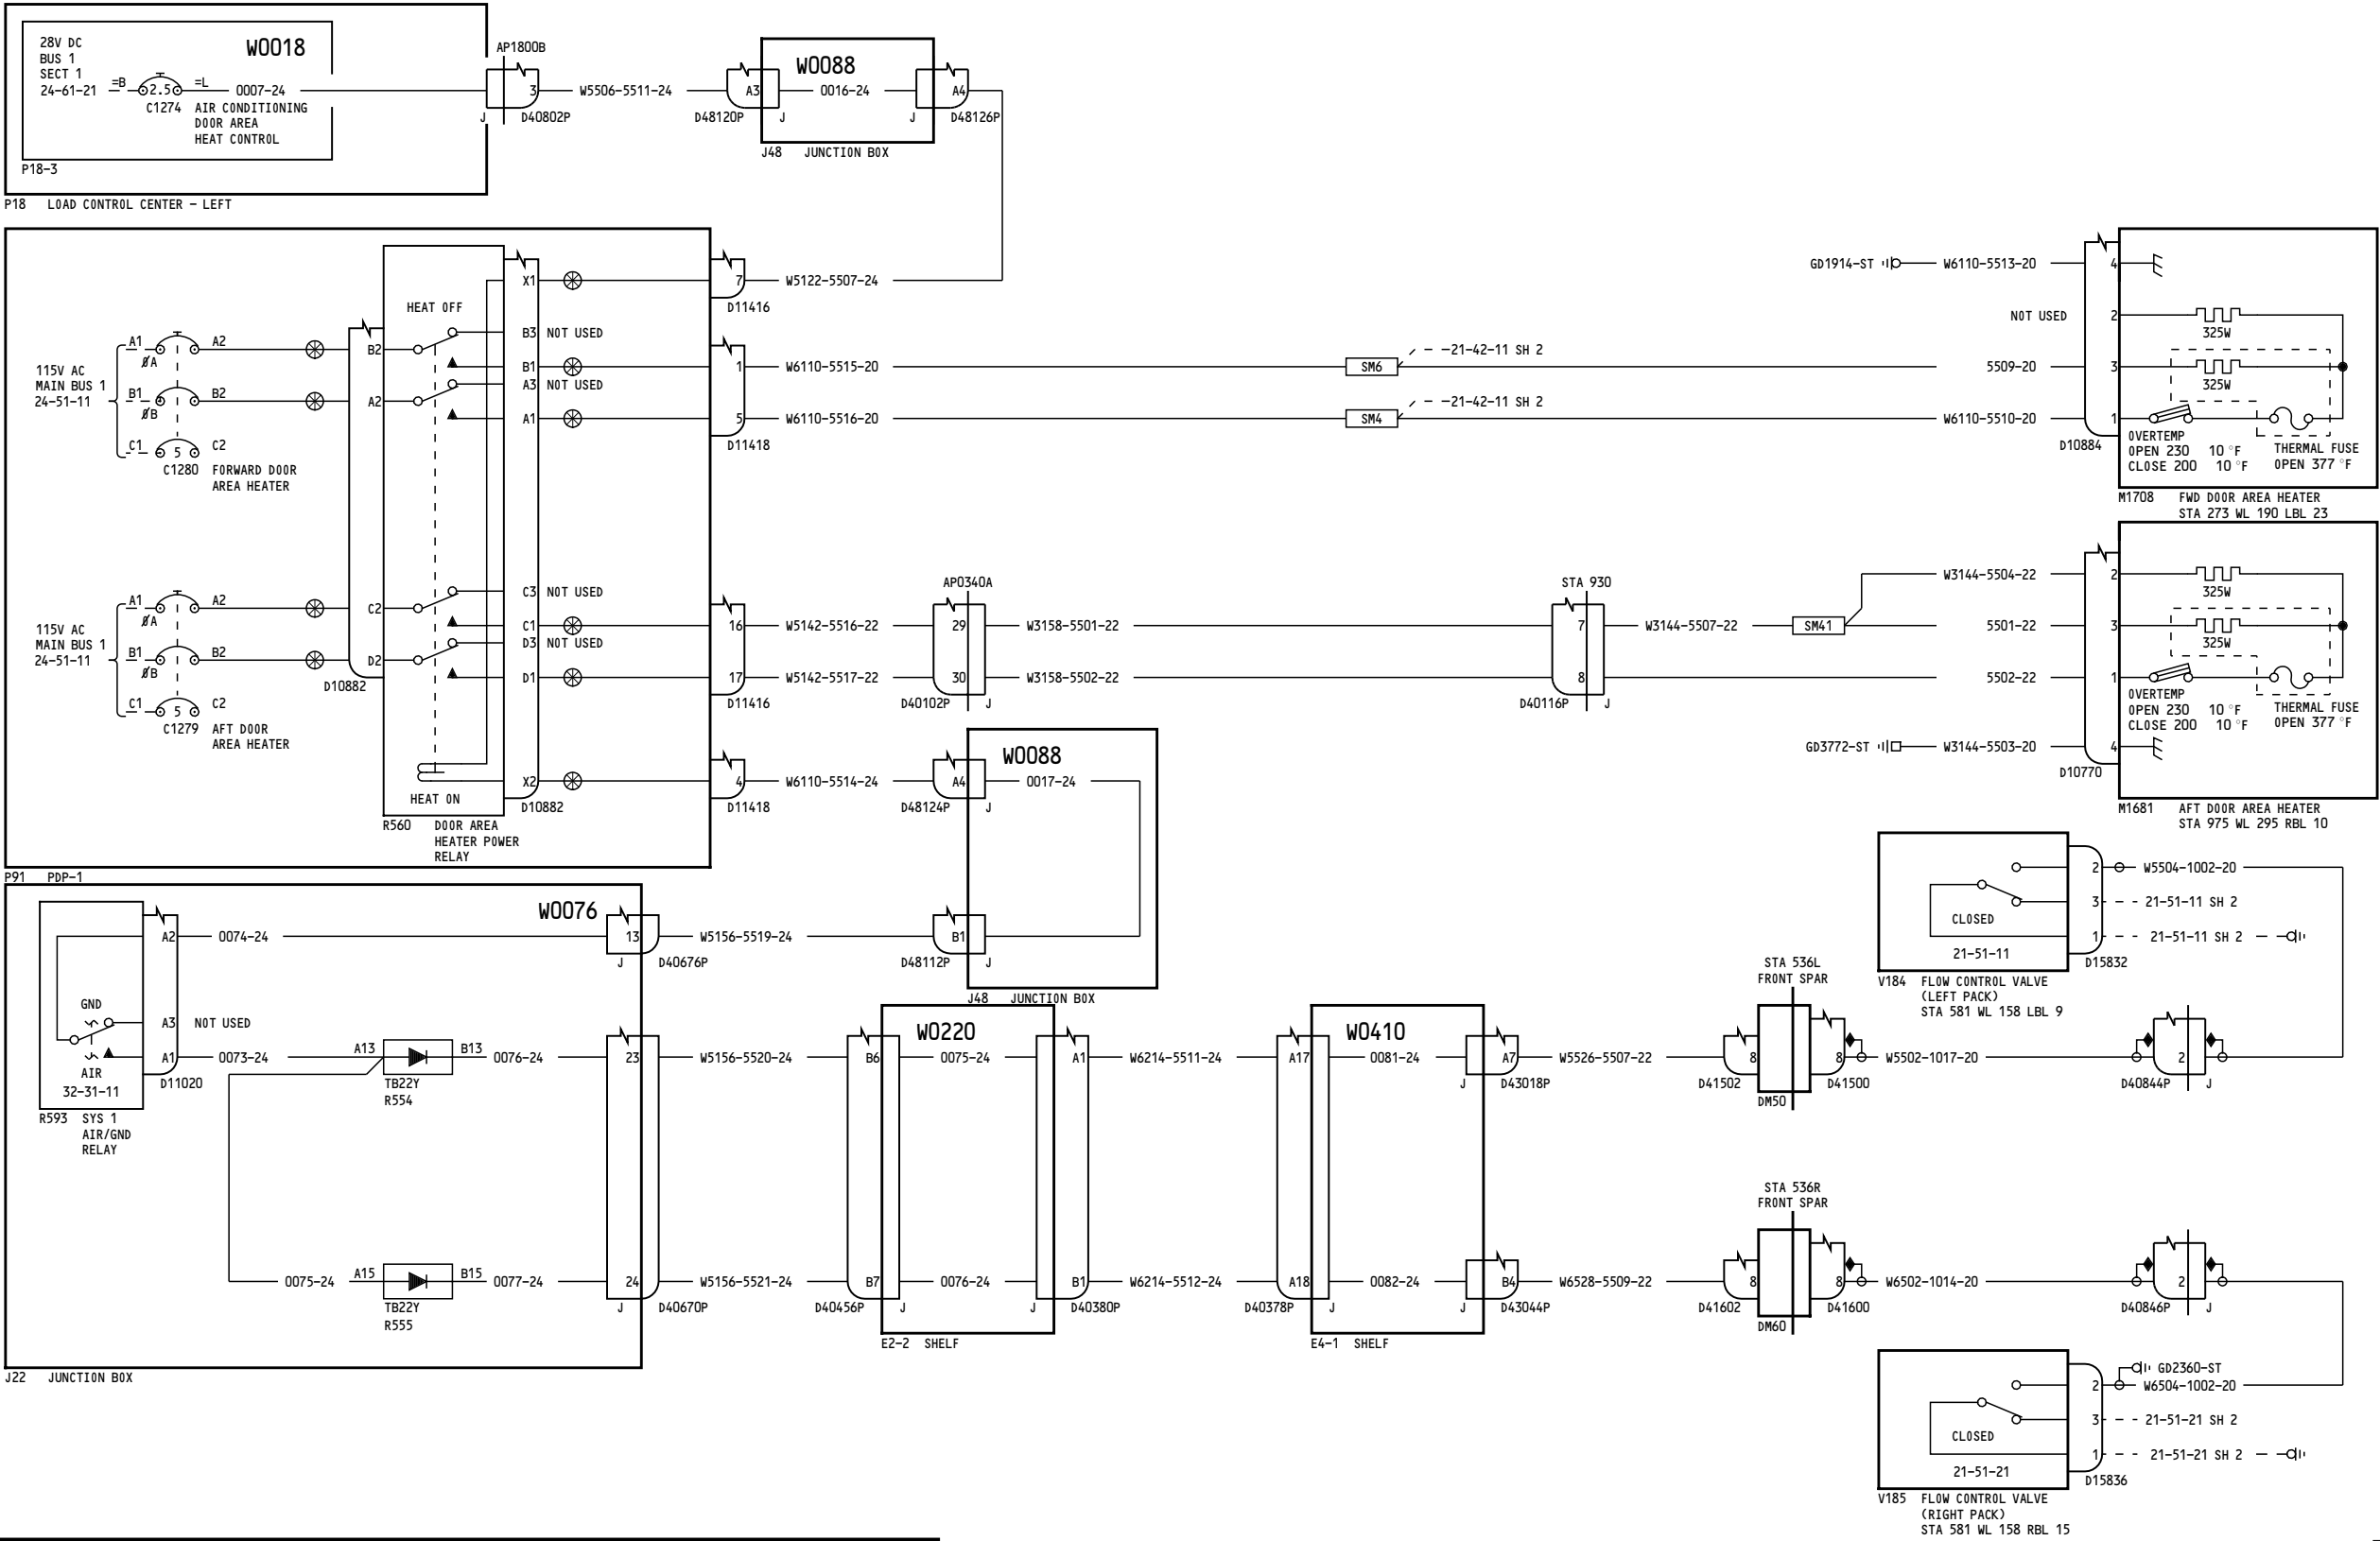 28V DC
BUS 1
SECT 1
24-61-21
=B
2.5
=L
0007-24
C1274
AIR CONDITIONING
DOOR AREA
HEAT CONTROL
W0018
P18-3
P18 LOAD CONTROL CENTER - LEFT
AP1800B
3
J
D40802P
W5506-5511-24
A3
D48120P
J
W0088
0016-24
J
A4
D48126P
J48 JUNCTION BOX
115V AC
MAIN BUS 1
24-51-11
A1
ØA
A2
B1
ØB
B2
C1
5
C2
C1280 FORWARD DOOR
AREA HEATER
B2
A2
HEAT OFF
X1
B3 NOT USED
B1
A3 NOT USED
A1
7
D11416
W5122-5507-24
1
W6110-5515-20
5
W6110-5516-20
D11418
SM6
21-42-11 SH 2
SM4
21-42-11 SH 2
GD1914-ST
W6110-5513-20
4
NOT USED
2
325W
5509-20
3
325W
W6110-5510-20
1
D10884
OVERTEMP
OPEN 230 10 °F
CLOSE 200 10 °F
THERMAL FUSE
OPEN 377 °F
M1708 FWD DOOR AREA HEATER
STA 273 WL 190 LBL 23
115V AC
MAIN BUS 1
24-51-11
A1
ØA
A2
B1
ØB
B2
C1
5
C2
C1279 AFT DOOR
AREA HEATER
C2
D2
D10882
C3 NOT USED
C1
D3 NOT USED
D1
X2
HEAT ON
D10882
R560 DOOR AREA
HEATER POWER
RELAY
P91 PDP-1
16
W5142-5516-22
17
W5142-5517-22
D11416
AP0340A
29
W3158-5501-22
30
W3158-5502-22
D40102P
J
STA 930
7
8
D40116P
J
W3144-5507-22
SM41
W3144-5504-22
5501-22
5502-22
2
325W
3
325W
1
OVERTEMP
OPEN 230 10 °F
CLOSE 200 10 °F
THERMAL FUSE
OPEN 377 °F
GD3772-ST
W3144-5503-20
4
D10770
M1681 AFT DOOR AREA HEATER
STA 975 WL 295 RBL 10
4
D11418
W6110-5514-24
A4
D48124P
J
W0088
0017-24
B1
D48112P
J
J48 JUNCTION BOX
W0076
A2
0074-24
13
J
D40676P
W5156-5519-24
GND
A3 NOT USED
A1
AIR
32-31-11
D11020
R593 SYS 1
AIR/GND
RELAY
0073-24
A13
B13
TB22Y
R554
0076-24
23
W5156-5520-24
0075-24
A15
B15
TB22Y
R555
0077-24
24
J
D40670P
W5156-5521-24
J22 JUNCTION BOX
B6
B7
D40456P
J
W0220
0075-24
0076-24
A1
B1
J
D40380P
E2-2 SHELF
W6214-5511-24
W6214-5512-24
A17
A18
D40378P
J
W0410
0081-24
0082-24
A7
J
D43018P
B4
J
D43044P
E4-1 SHELF
W5526-5507-22
W6528-5509-22
STA 536L
FRONT SPAR
8
D41502
DM50
8
D41500
W5502-1017-20
2
D40844P
J
STA 536R
FRONT SPAR
8
D41602
DM60
8
D41600
W6502-1014-20
2
D40846P
J
CLOSED
21-51-11
2
W5504-1002-20
3
21-51-11 SH 2
1
21-51-11 SH 2
D15832
V184 FLOW CONTROL VALVE
(LEFT PACK)
STA 581 WL 158 LBL 9
CLOSED
21-51-21
GD2360-ST
2
W6504-1002-20
3
21-51-21 SH 2
1
21-51-21 SH 2
D15836
V185 FLOW CONTROL VALVE
(RIGHT PACK)
STA 581 WL 158 RBL 15